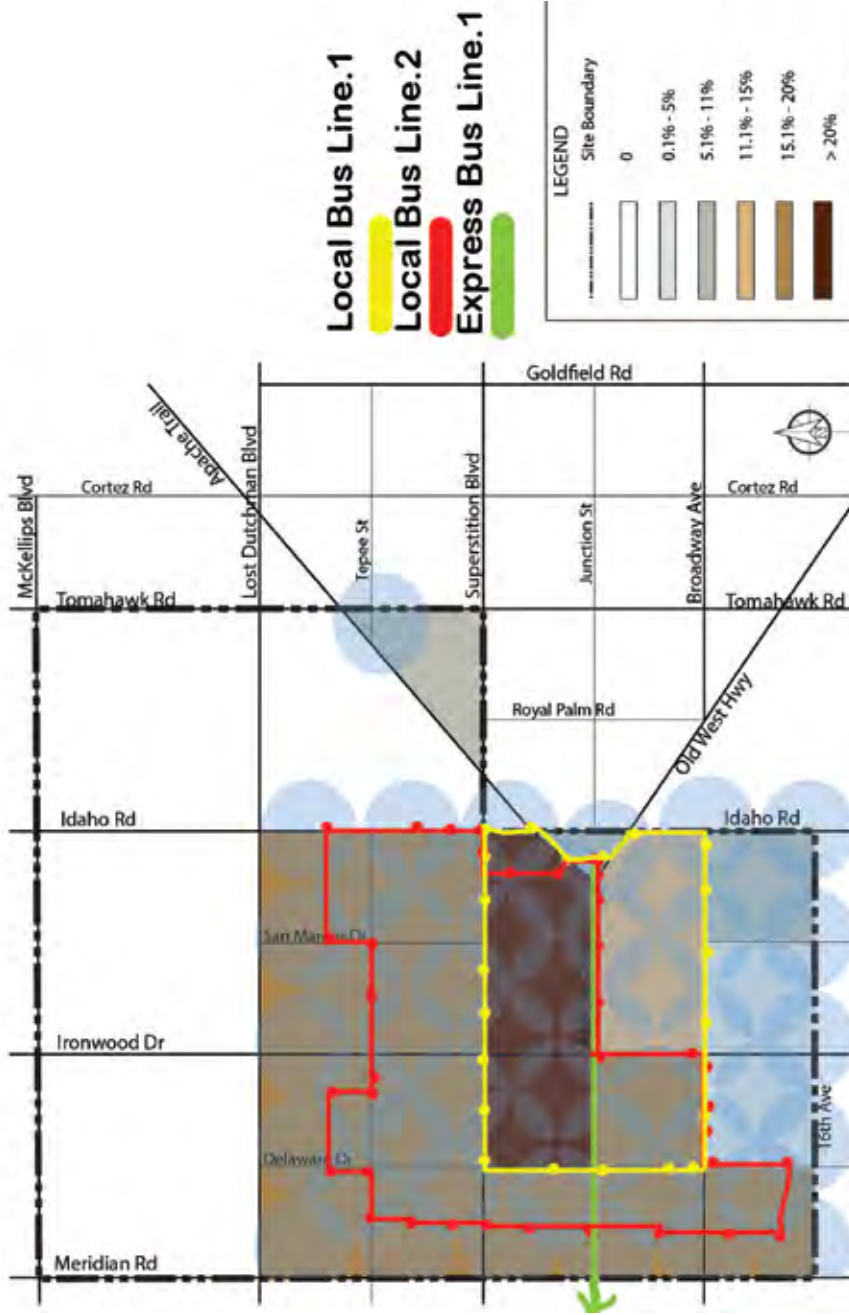 Local Bus Line.1
Local Bus Line.2
Express Bus Line.1
LEGEND
Site Boundary
0
0.1% - 5%
5.1% - 11%
11.1% - 15%
15.1% - 20%
> 20%
Goldfield Rd
Apache Trail
McKellips Blvd
Cortez Rd
Lost Dutchman Blvd
Tepee St
Superstition Blvd
Junction St
Broadway Ave
Cortez Rd
Tomahawk Rd
Tomahawk Rd
Royal Palm Rd
Old West Hwy
Idaho Rd
Idaho Rd
San Marcos Dr
Ironwood Dr
Delaware Dr
16th Ave
Meridian Rd